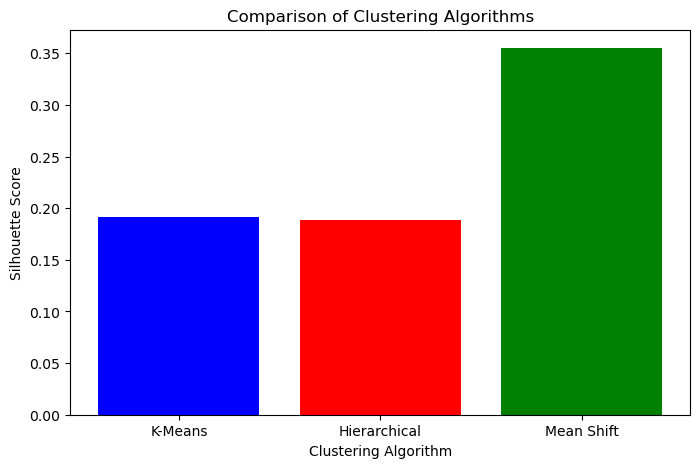 Comparison of Clustering Algorithms
0.35
0.30
0.25
0.20
0.15
0.10
0.05
0.00
Silhouette Score
K-Means Hierarchical Mean Shift
Clustering Algorithm